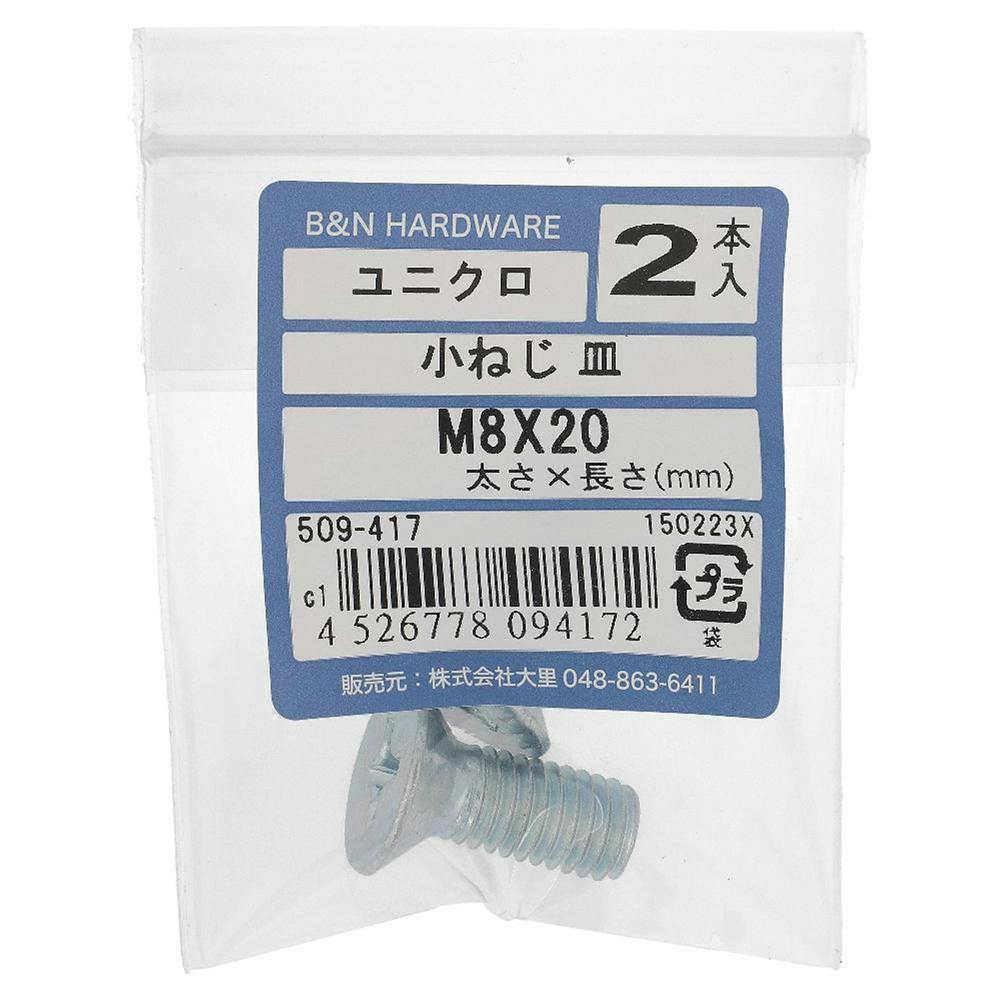 B&N HARDWARE
ユニクロ
2本入
小ねじ 皿
M8X20
太さ×長さ(mm)
509-417 150223X
c1
プラ
4 526778 094172
袋
販売元：株式会社大里 048-863-6411